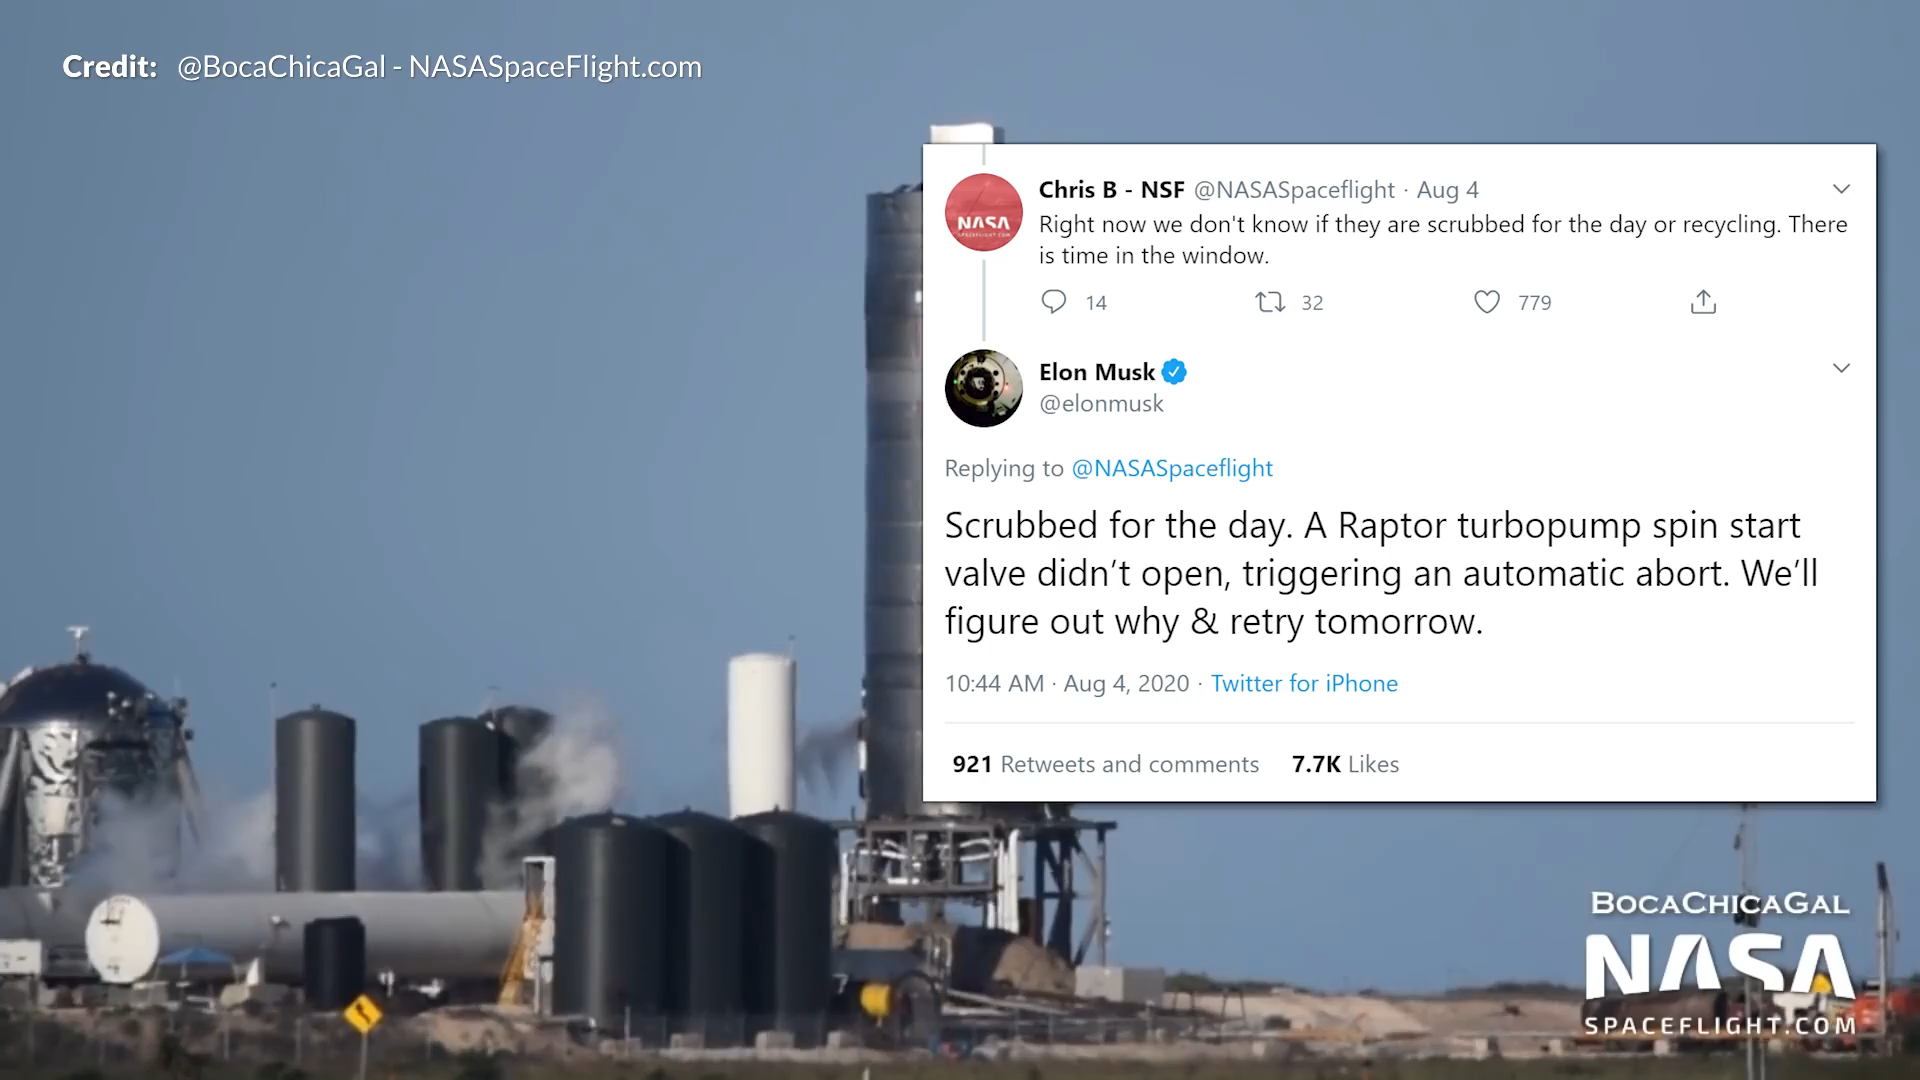 Credit: @BocaChicaGal - NASASpaceFlight.com
Chris B - NSF @NASASpaceflight · Aug 4
Right now we don't know if they are scrubbed for the day or recycling. There
is time in the window.
14 32 779
NASA
SPACEFLIGHT.COM
Elon Musk
@elonmusk
Replying to @NASASpaceflight
Scrubbed for the day. A Raptor turbopump spin start
valve didn’t open, triggering an automatic abort. We’ll
figure out why & retry tomorrow.
10:44 AM · Aug 4, 2020 · Twitter for iPhone
921 Retweets and comments 7.7K Likes
BOCACHICAGAL
NASA
SPACEFLIGHT.COM